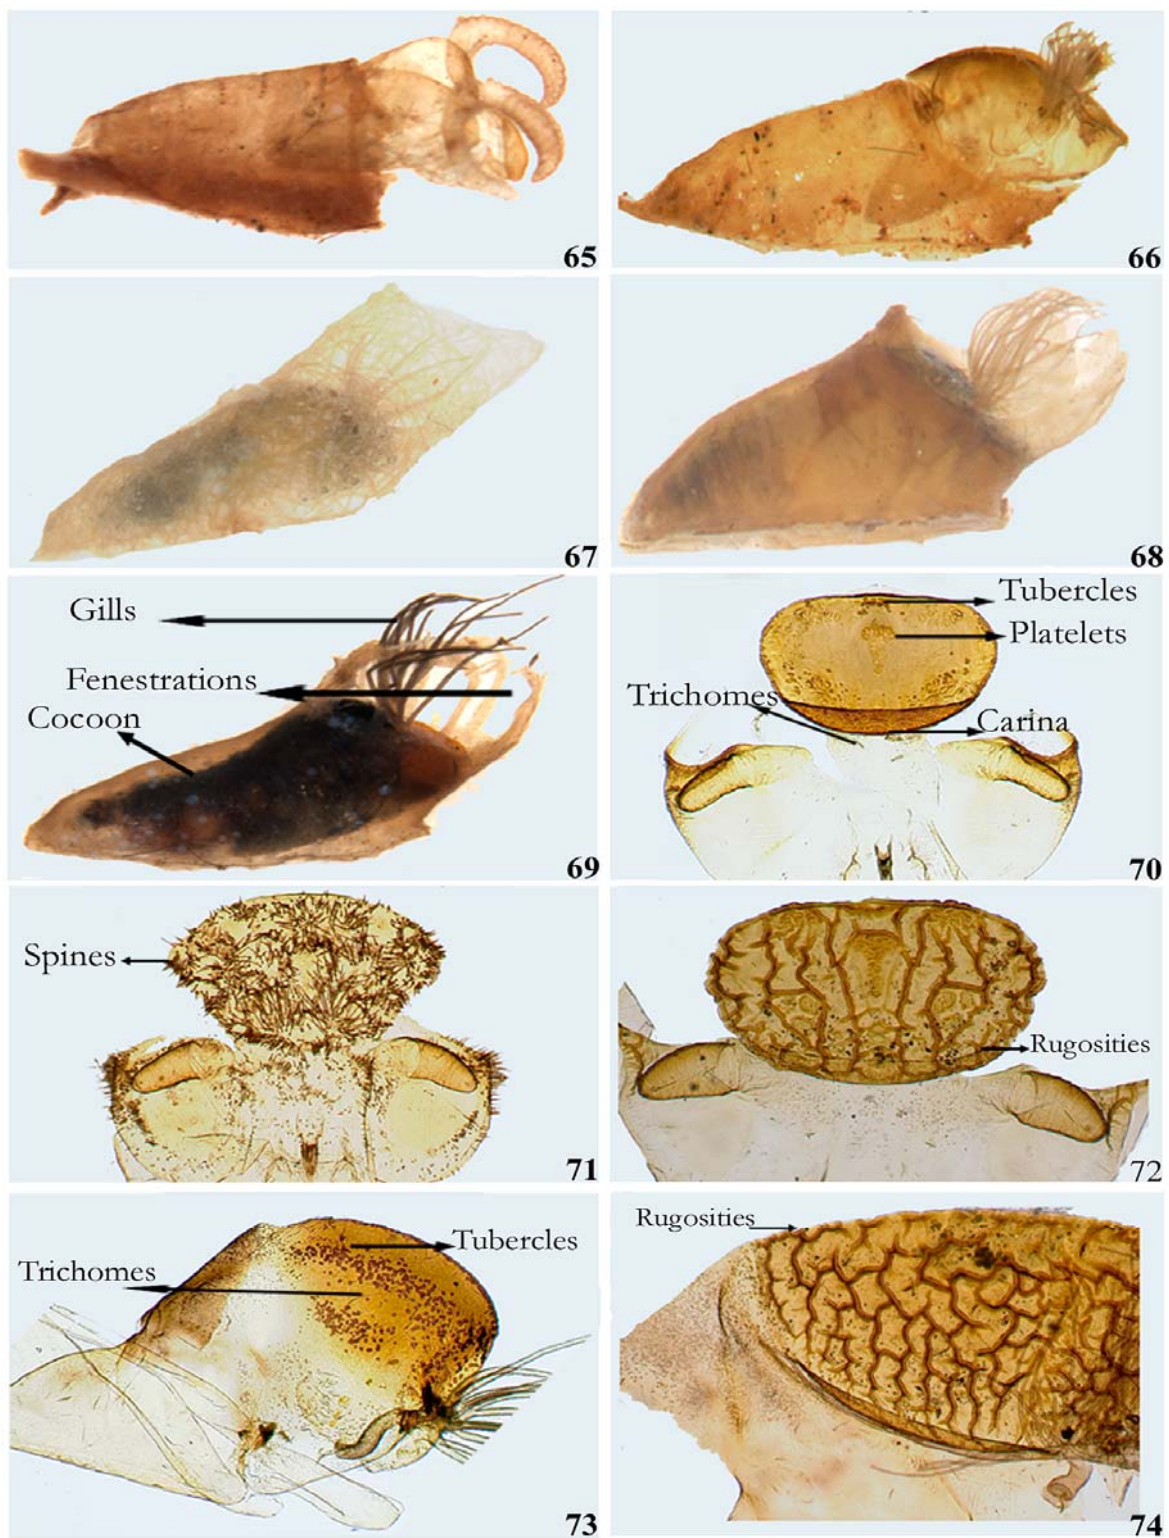 65
66
67
68
Gills
Fenestrations
Cocoon
69
Tubercles
Platelets
Trichomes
Carina
70
Spines
71
Rugosities
72
Tubercles
Trichomes
73
Rugosities
74